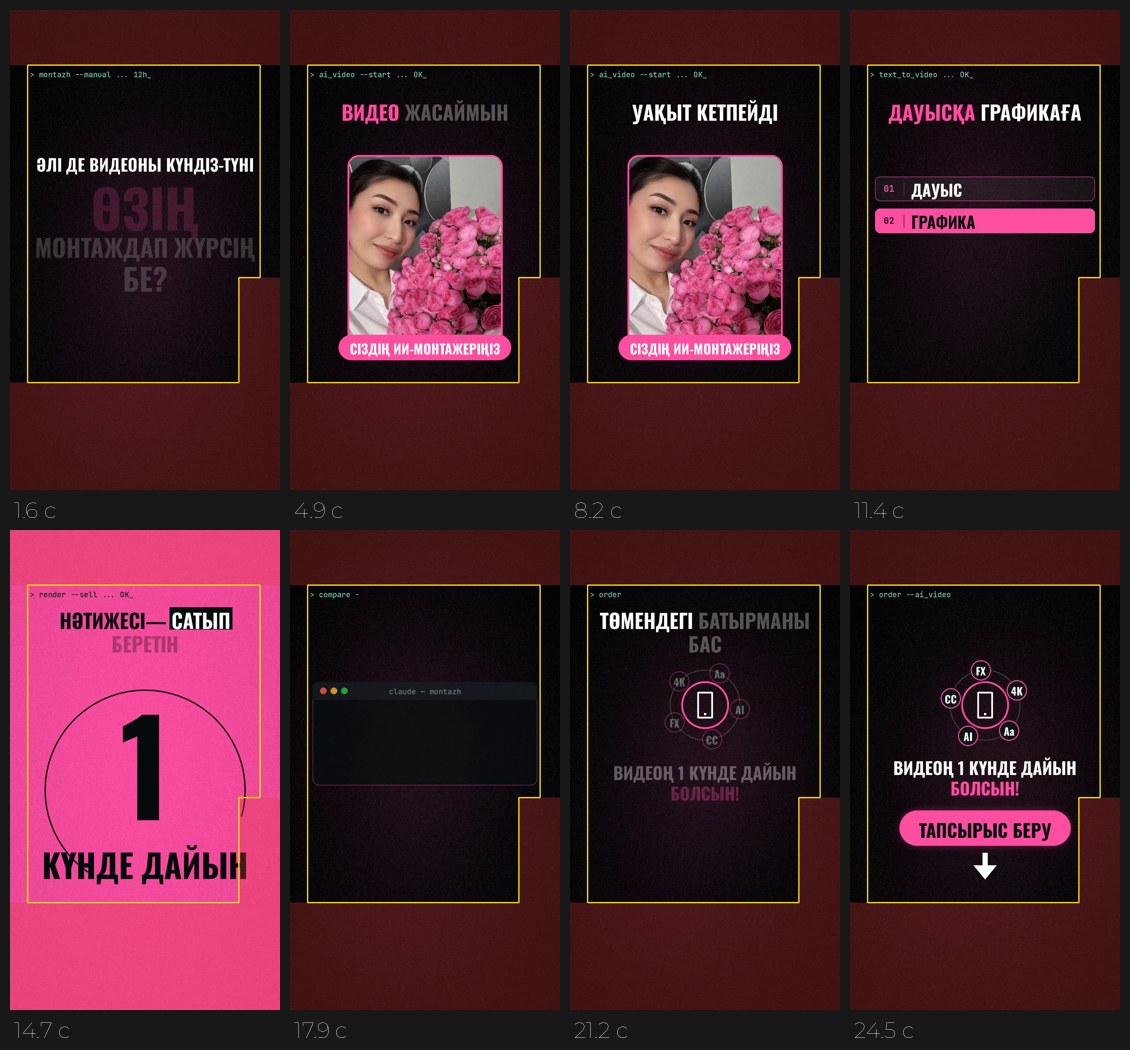 > montazh --manual ... 12h_
ӘЛІ ДЕ ВИДЕОНЫ КҮНДІЗ-ТҮНІ
ӨЗІҢ
МОНТАЖДАП ЖҮРСІҢ
БЕ?
1.6 с
> ai_video --start ... OK_
ВИДЕО ЖАСАЙМЫН
СІЗДІҢ ИИ-МОНТАЖЕРІҢІЗ
4.9 с
> ai_video --start ... OK_
УАҚЫТ КЕТПЕЙДІ
СІЗДІҢ ИИ-МОНТАЖЕРІҢІЗ
8.2 с
> text_to_video ... OK_
ДАУЫСҚА ГРАФИКАҒА
01 ДАУЫС
02 ГРАФИКА
11.4 с
> render --sell ... OK_
НӘТИЖЕСІ— САТЫП
БЕРЕТІН
1
КҮНДЕ ДАЙЫН
14.7 с
> compare -
claude — montazh
17.9 с
> order
ТӨМЕНДЕГІ БАТЫРМАНЫ
БАС
4K
Aa
AI
CC
FX
ВИДЕОҢ 1 КҮНДЕ ДАЙЫН
БОЛСЫН!
21.2 с
> order --ai_video
FX
4K
Aa
AI
CC
ВИДЕОҢ 1 КҮНДЕ ДАЙЫН
БОЛСЫН!
ТАПСЫРЫС БЕРУ
24.5 с